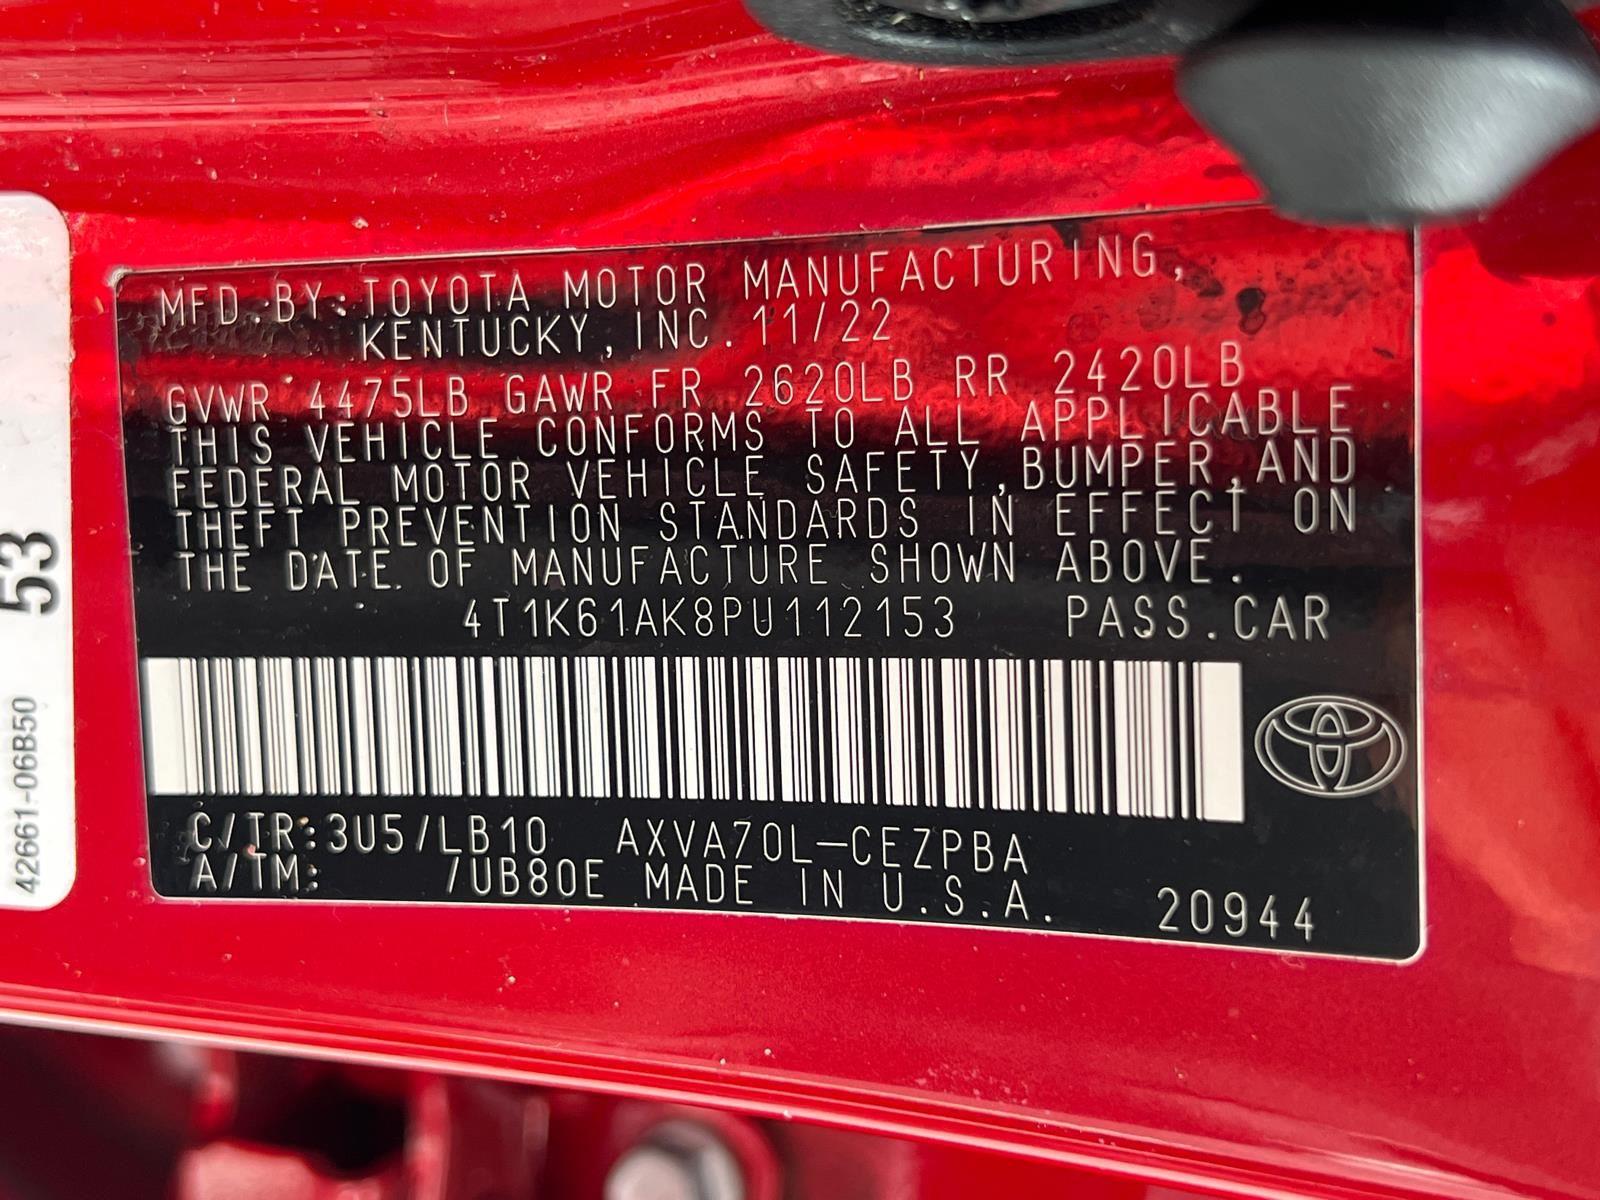 MFD.BY:TOYOTA MOTOR MANUFACTURING,
KENTUCKY,INC. 11/22
GVWR 4475LB GAWR FR 2620LB RR 2420LB
THIS VEHICLE CONFORMS TO ALL APPLICABLE
FEDERAL MOTOR VEHICLE SAFETY,BUMPER,AND
THEFT PREVENTION STANDARDS IN EFFECT ON
THE DATE OF MANUFACTURE SHOWN ABOVE.
4T1K61AK8PU112153 PASS.CAR
C/TR:3U5/LB10 AXVA70L-CEZPBA
A/TM: /UB80E MADE IN U.S.A. 20944
53
42661-06B50